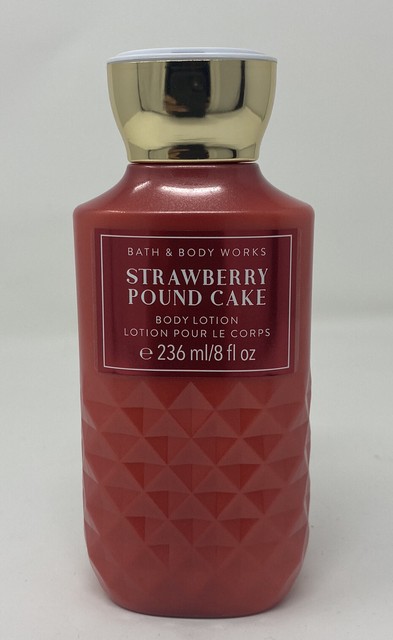 BATH & BODY WORKS
STRAWBERRY
POUND CAKE
BODY LOTION
LOTION POUR LE CORPS
℮ 236 ml/8 fl oz